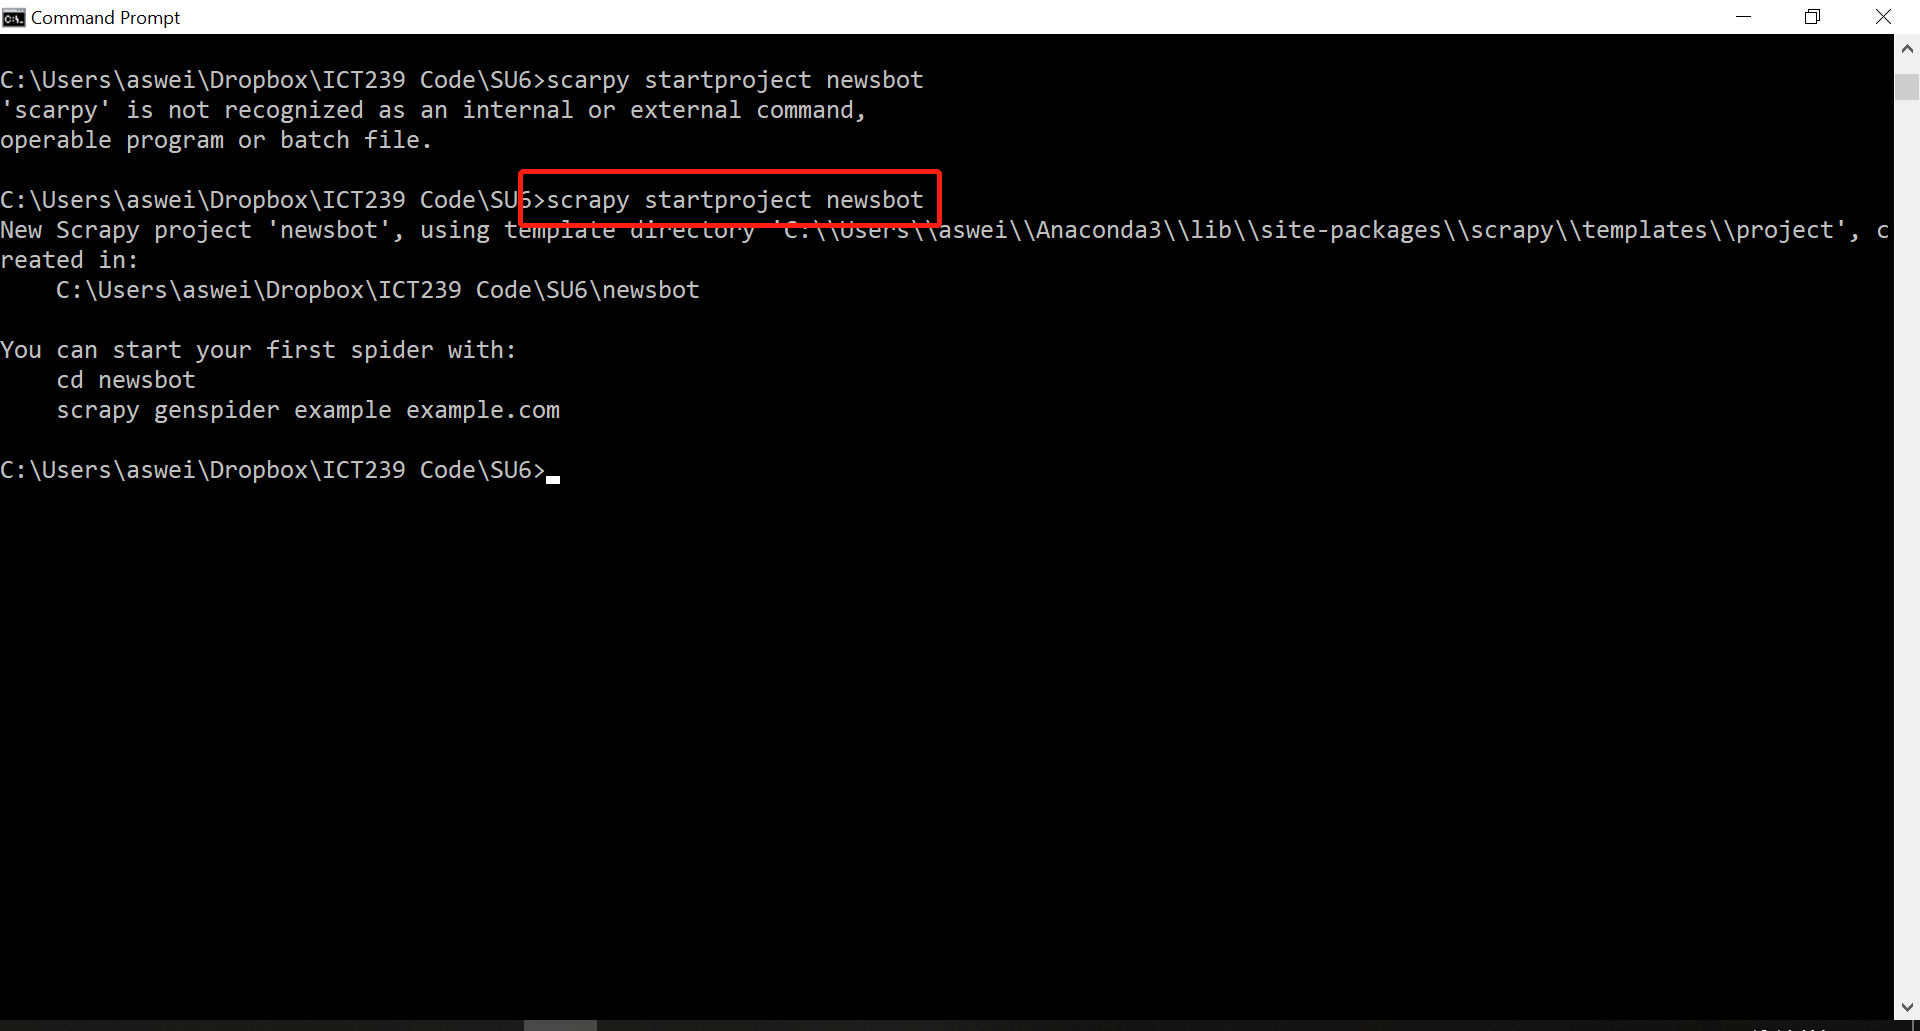 Command Prompt
C:\Users\aswei\Dropbox\ICT239 Code\SU6>scarpy startproject newsbot
'scarpy' is not recognized as an internal or external command,
operable program or batch file.
C:\Users\aswei\Dropbox\ICT239 Code\SU6>scrapy startproject newsbot
New Scrapy project 'newsbot', using template directory 'C:\\Users\\aswei\\Anaconda3\\lib\\site-packages\\scrapy\\templates\\project', c
reated in:
    C:\Users\aswei\Dropbox\ICT239 Code\SU6\newsbot
You can start your first spider with:
    cd newsbot
    scrapy genspider example example.com
C:\Users\aswei\Dropbox\ICT239 Code\SU6>